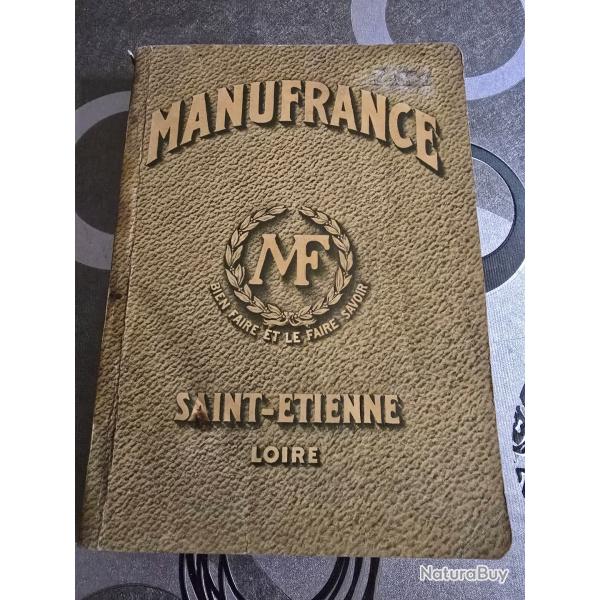 MANUFRANCE
MF
BIEN FAIRE ET LE FAIRE SAVOIR
SAINT-ETIENNE
LOIRE
NaturaBuy